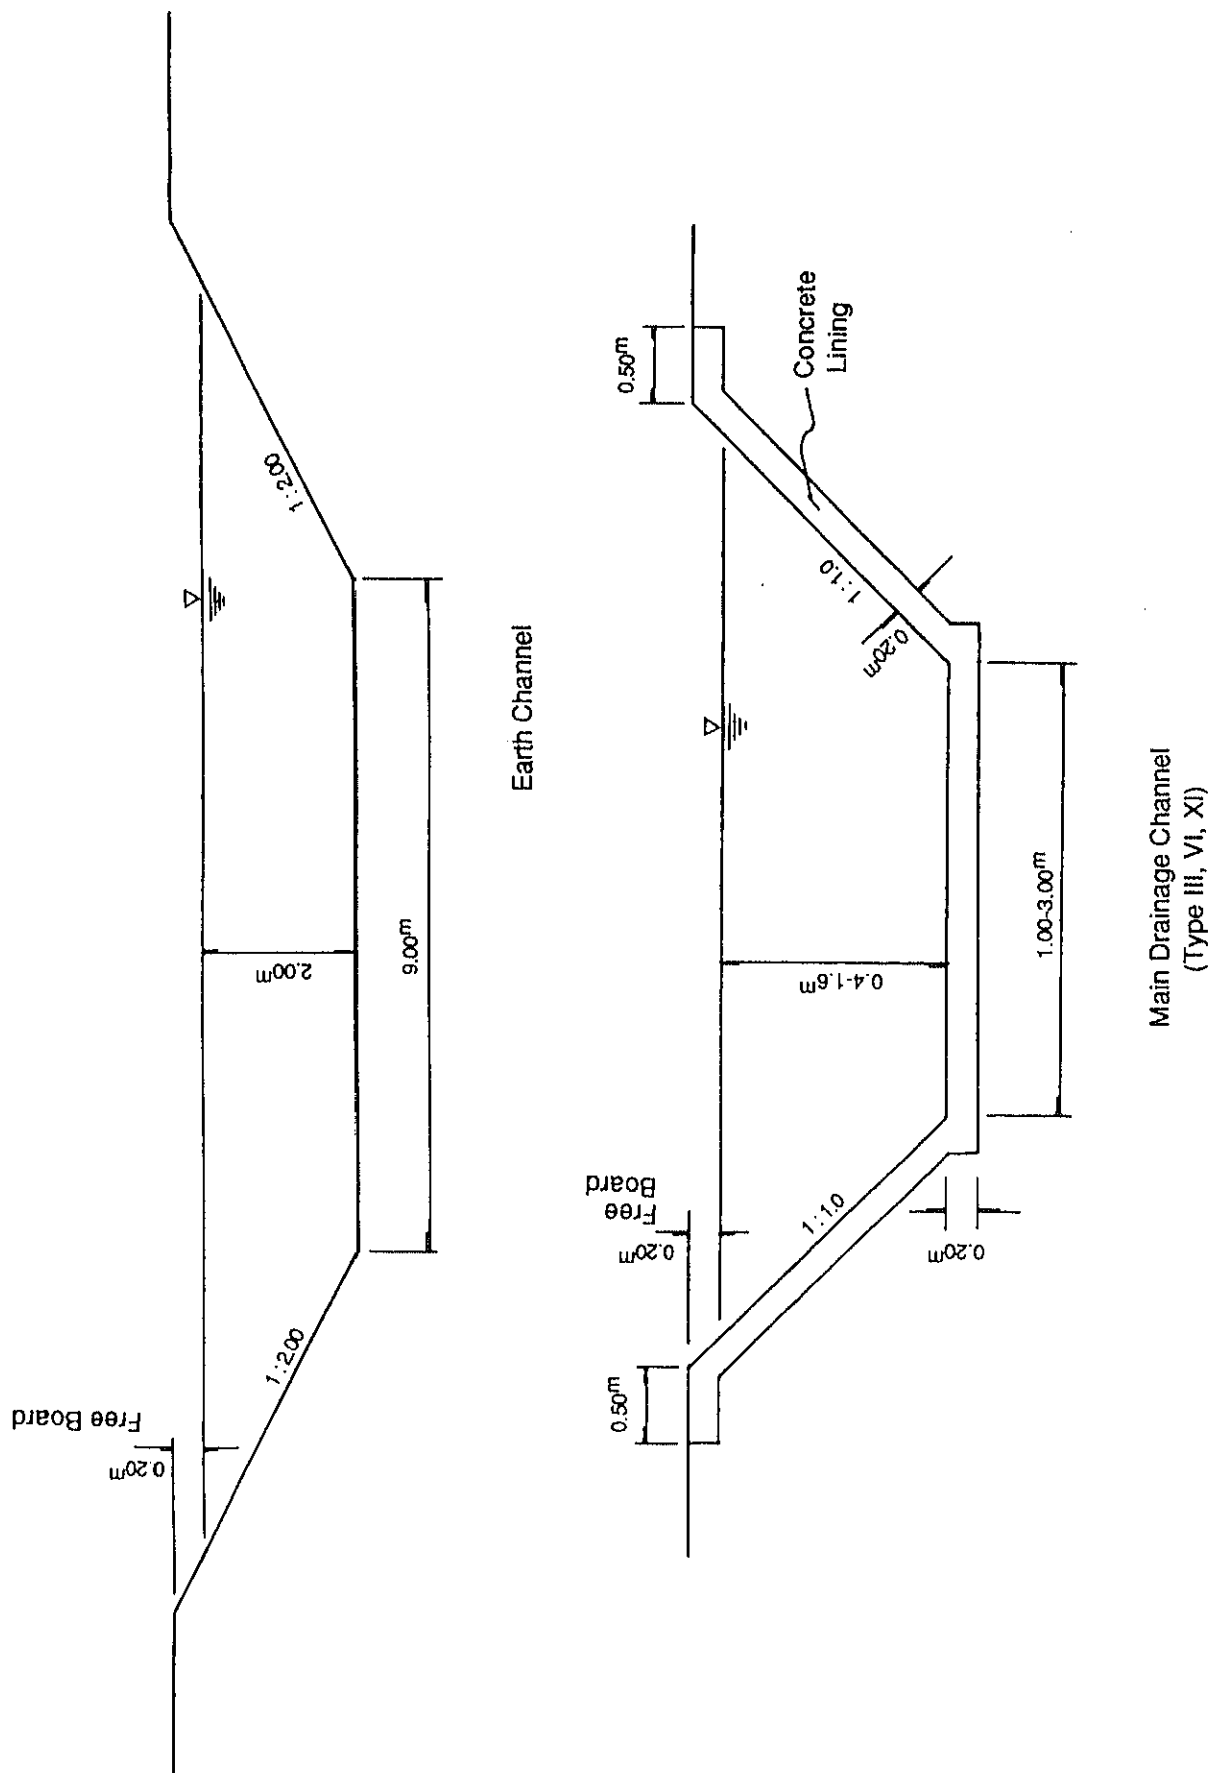 Free Board
0.20m
1:2.00
2.00m
1:2.00
9.00m
Earth Channel
Free
Board
0.50m
0.20m
1:1.0
0.4-1.6m
1:1.0
0.20m
0.50m
Concrete
Lining
0.20m
1.00-3.00m
Main Drainage Channel
(Type III, VI, XI)